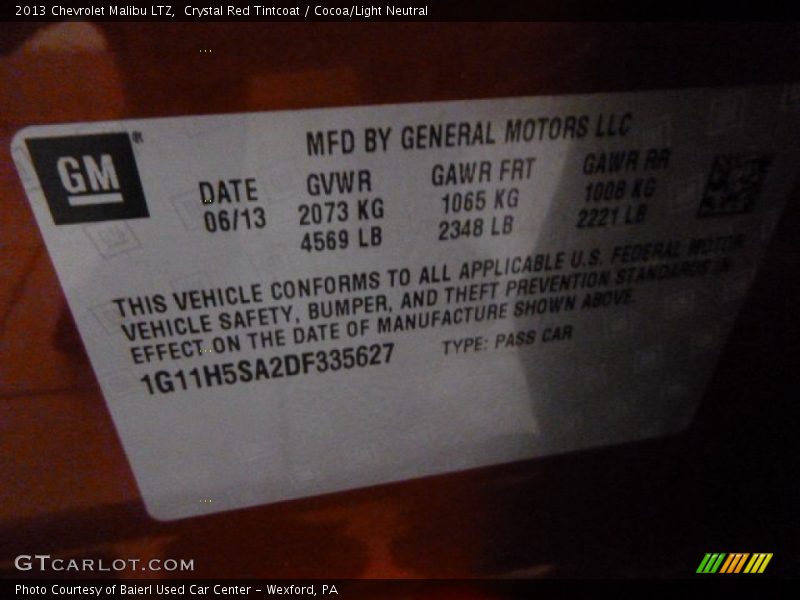 2013 Chevrolet Malibu LTZ,  Crystal Red Tintcoat / Cocoa/Light Neutral
GM®
MFD BY GENERAL MOTORS LLC
DATE GVWR GAWR FRT GAWR RR
06/13 2073 KG 1065 KG 1008 KG
4569 LB 2348 LB 2221 LB
THIS VEHICLE CONFORMS TO ALL APPLICABLE U.S. FEDERAL MOTOR
VEHICLE SAFETY, BUMPER, AND THEFT PREVENTION STANDARDS IN
EFFECT ON THE DATE OF MANUFACTURE SHOWN ABOVE.
1G11H5SA2DF335627 TYPE: PASS CAR
GTCARLOT.COM
Photo Courtesy of Baierl Used Car Center - Wexford, PA